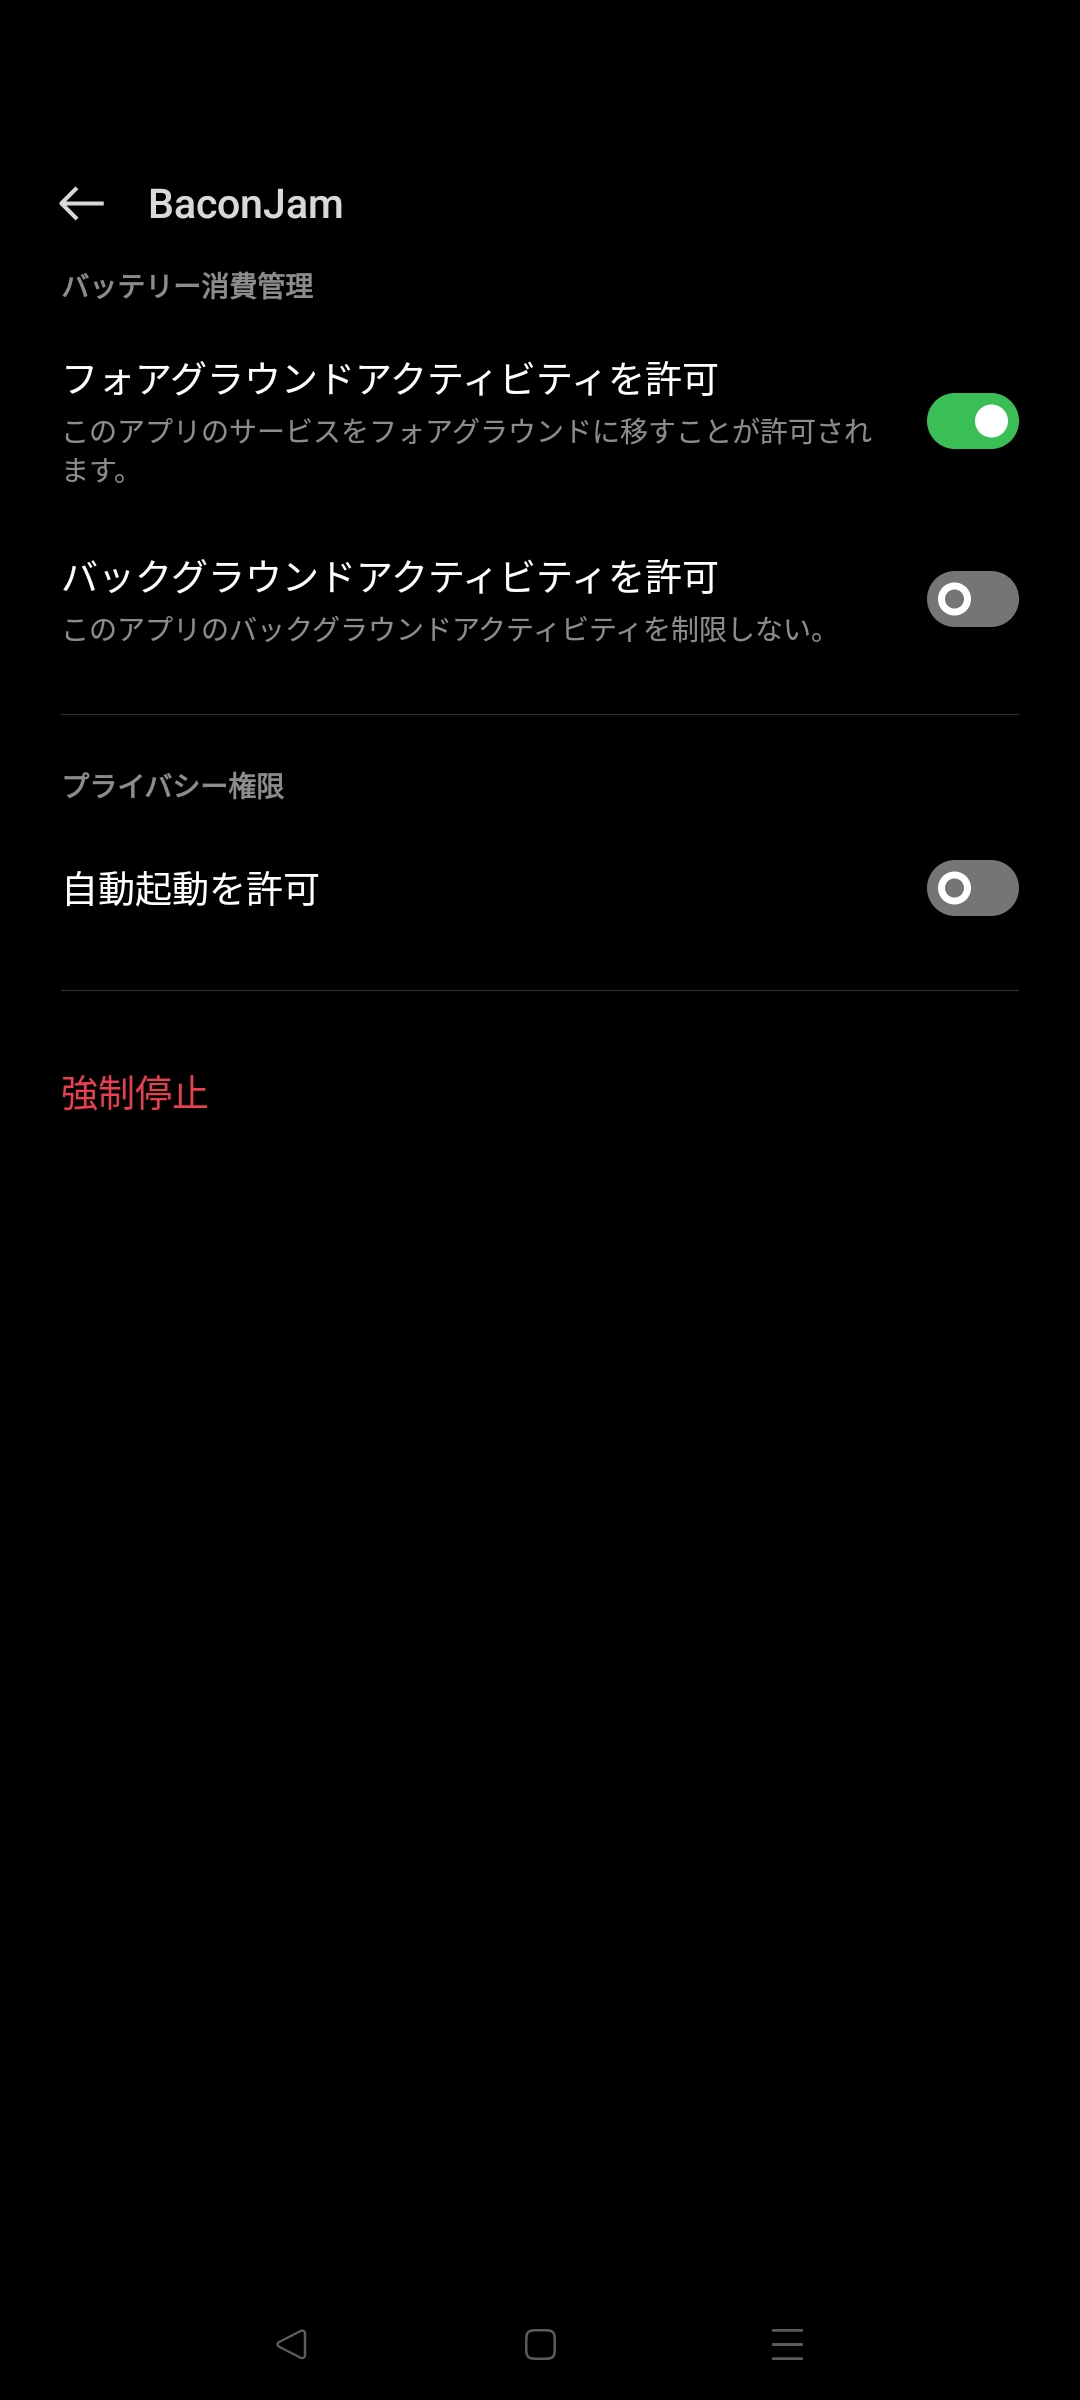 BaconJam
バッテリー消費管理
フォアグラウンドアクティビティを許可
このアプリのサービスをフォアグラウンドに移すことが許可され
ます。
バックグラウンドアクティビティを許可
このアプリのバックグラウンドアクティビティを制限しない。
プライバシー権限
自動起動を許可
強制停止